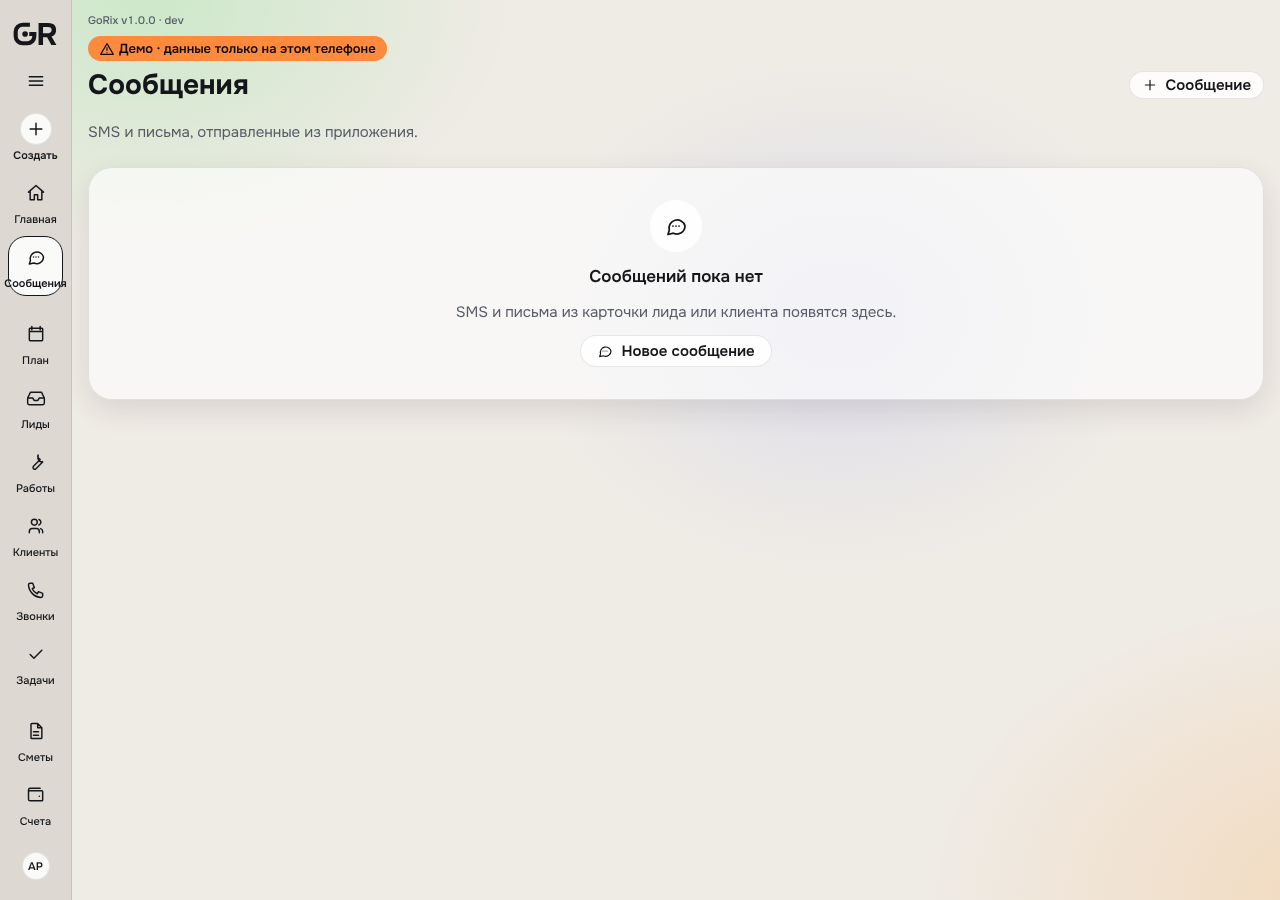 GR
GoRix v1.0.0 · dev
Демо · данные только на этом телефоне
Сообщения
Сообщение
SMS и письма, отправленные из приложения.
Сообщений пока нет
SMS и письма из карточки лида или клиента появятся здесь.
Новое сообщение
Создать
Главная
Сообщения
План
Лиды
Работы
Клиенты
Звонки
Задачи
Сметы
Счета
AP